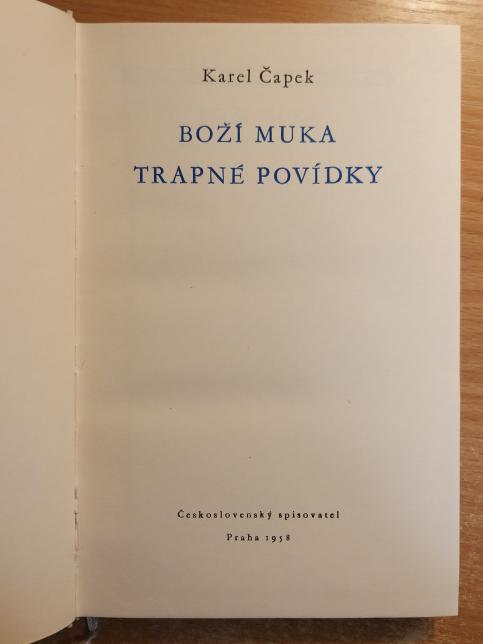 Karel Čapek
BOŽÍ MUKA
TRAPNÉ POVÍDKY
Československý spisovatel
Praha 1958